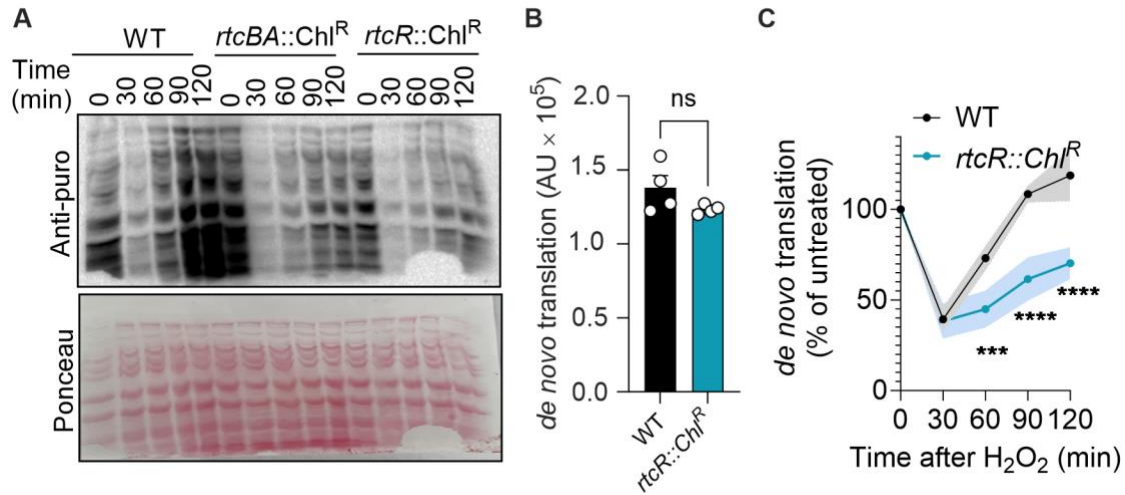 A
WT rtcBA::ChlR rtcR::ChlR
Time
(min)
0 30 60 90 120 0 30 60 90 120 0 30 60 90 120
Anti-puro
Ponceau
B
de novo translation (AU × 10⁵)
2.0
1.5
1.0
0.5
0.0
ns
WT
rtcR::ChlR
C
WT
rtcR::ChlR
de novo translation
(% of untreated)
100
50
0
***
****
****
0 30 60 90 120
Time after H₂O₂ (min)